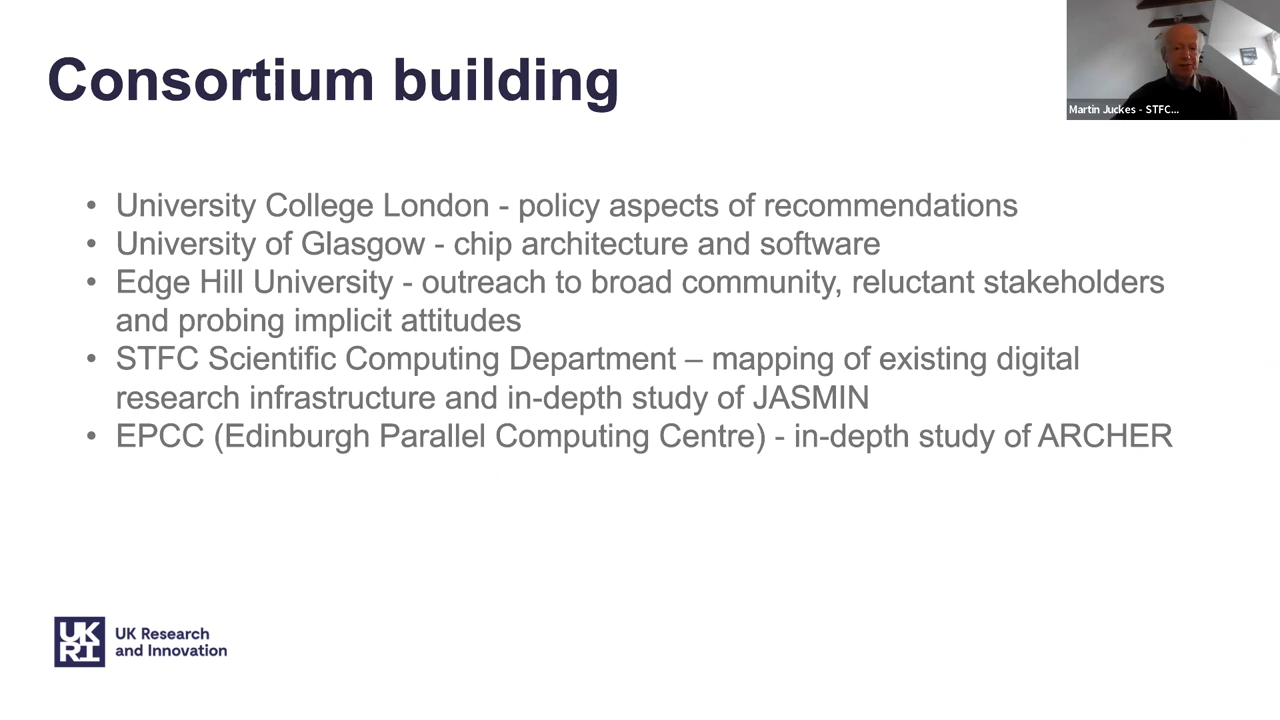 Consortium building
Martin Juckes - STFC...
• University College London - policy aspects of recommendations
• University of Glasgow - chip architecture and software
• Edge Hill University - outreach to broad community, reluctant stakeholders
and probing implicit attitudes
• STFC Scientific Computing Department – mapping of existing digital
research infrastructure and in-depth study of JASMIN
• EPCC (Edinburgh Parallel Computing Centre) - in-depth study of ARCHER
UK
RI
UK Research
and Innovation